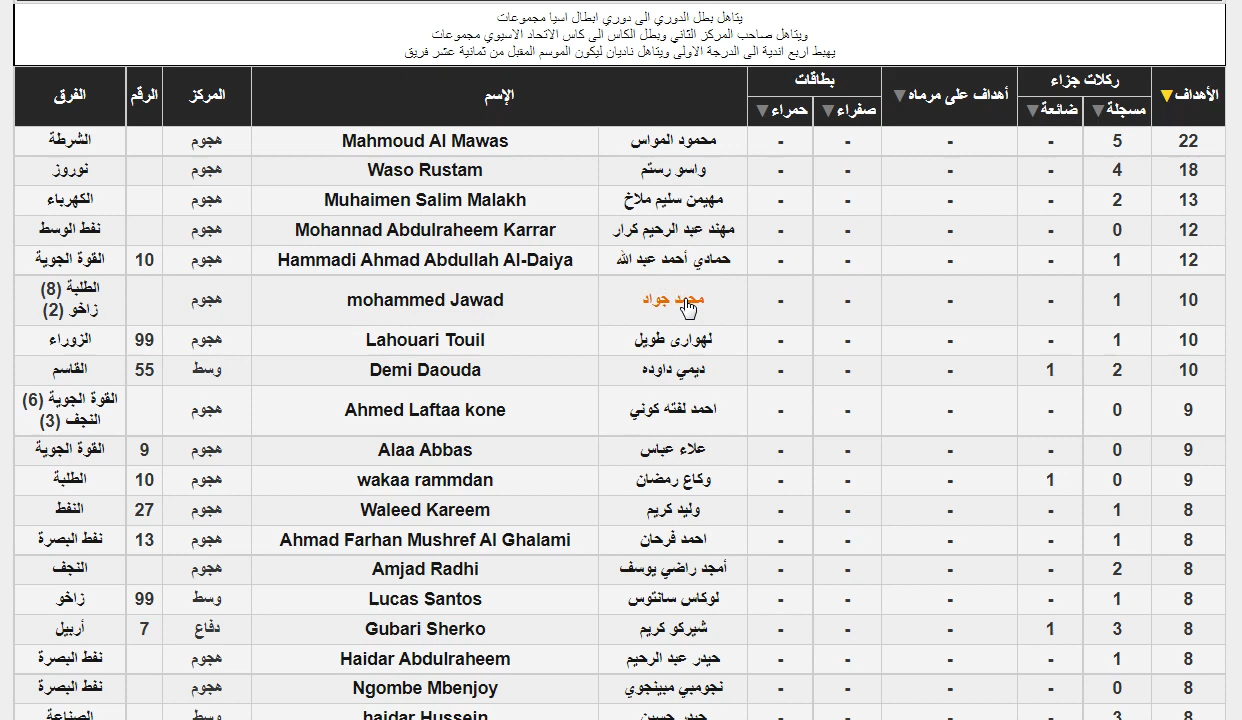 يتاهل بطل الدوري الى دوري ابطال اسيا مجموعات
ويتاهل صاحب المركز الثاني وبطل الكاس الى كاس الاتحاد الاسيوي مجموعات
يهبط اربع اندية الى الدرجة الاولى ويتاهل ناديان ليكون الموسم المقبل من ثمانية عشر فريق
الأهداف ركلات جزاء أهداف على مرماه بطاقات الإسم المركز الرقم الفرق
مسجلة ضائعة صفراء حمراء
22 5 - - - - محمود المواس Mahmoud Al Mawas هجوم الشرطة
18 4 - - - - واسو رستم Waso Rustam هجوم نوروز
13 2 - - - - مهيمن سليم ملاخ Muhaimen Salim Malakh هجوم الكهرباء
12 0 - - - - مهند عبد الرحيم كرار Mohannad Abdulraheem Karrar هجوم نفط الوسط
12 1 - - - - حمادي أحمد عبد الله Hammadi Ahmad Abdullah Al-Daiya هجوم 10 القوة الجوية
10 1 - - - - محمد جواد mohammed Jawad هجوم الطلبة (8)
زاخو (2)
10 1 - - - - لهوارى طويل Lahouari Touil هجوم 99 الزوراء
10 2 1 - - - ديمي داوده Demi Daouda وسط 55 القاسم
9 0 - - - - احمد لفته كوني Ahmed Laftaa kone هجوم القوة الجوية (6)
النجف (3)
9 0 - - - - علاء عباس Alaa Abbas هجوم 9 القوة الجوية
9 0 1 - - - وكاع رمضان wakaa rammdan هجوم 10 الطلبة
8 1 - - - - وليد كريم Waleed Kareem هجوم 27 النفط
8 1 - - - - احمد فرحان Ahmad Farhan Mushref Al Ghalami هجوم 13 نفط البصرة
8 2 - - - - أمجد راضي يوسف Amjad Radhi هجوم النجف
8 1 - - - - لوكاس سانتوس Lucas Santos وسط 99 زاخو
8 3 1 - - - شيركو كريم Gubari Sherko دفاع 7 أربيل
8 1 - - - - حيدر عبد الرحيم Haidar Abdulraheem هجوم نفط البصرة
8 0 - - - - نجومبي مبينجوي Ngombe Mbenjoy هجوم نفط البصرة
8 3 - - - - حيدر حسين haidar Hussein وسط الصناعة